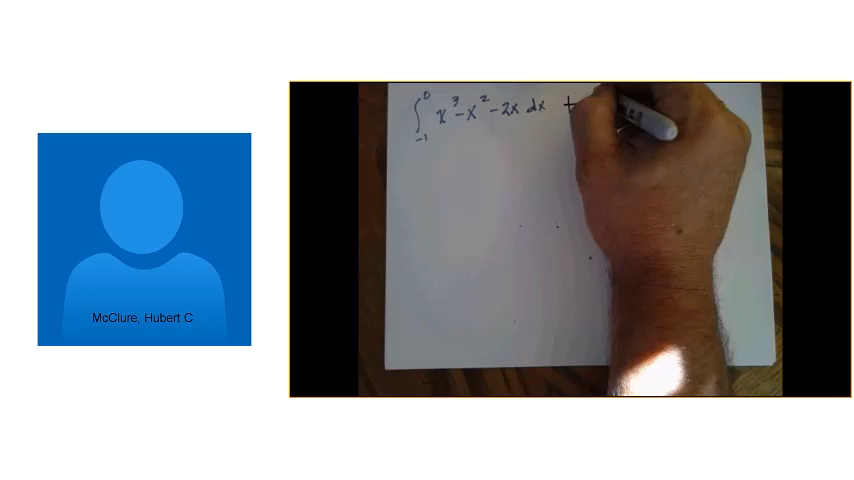 McClure, Hubert C.
∫₋₁⁰ x³ - x² - 2x dx +